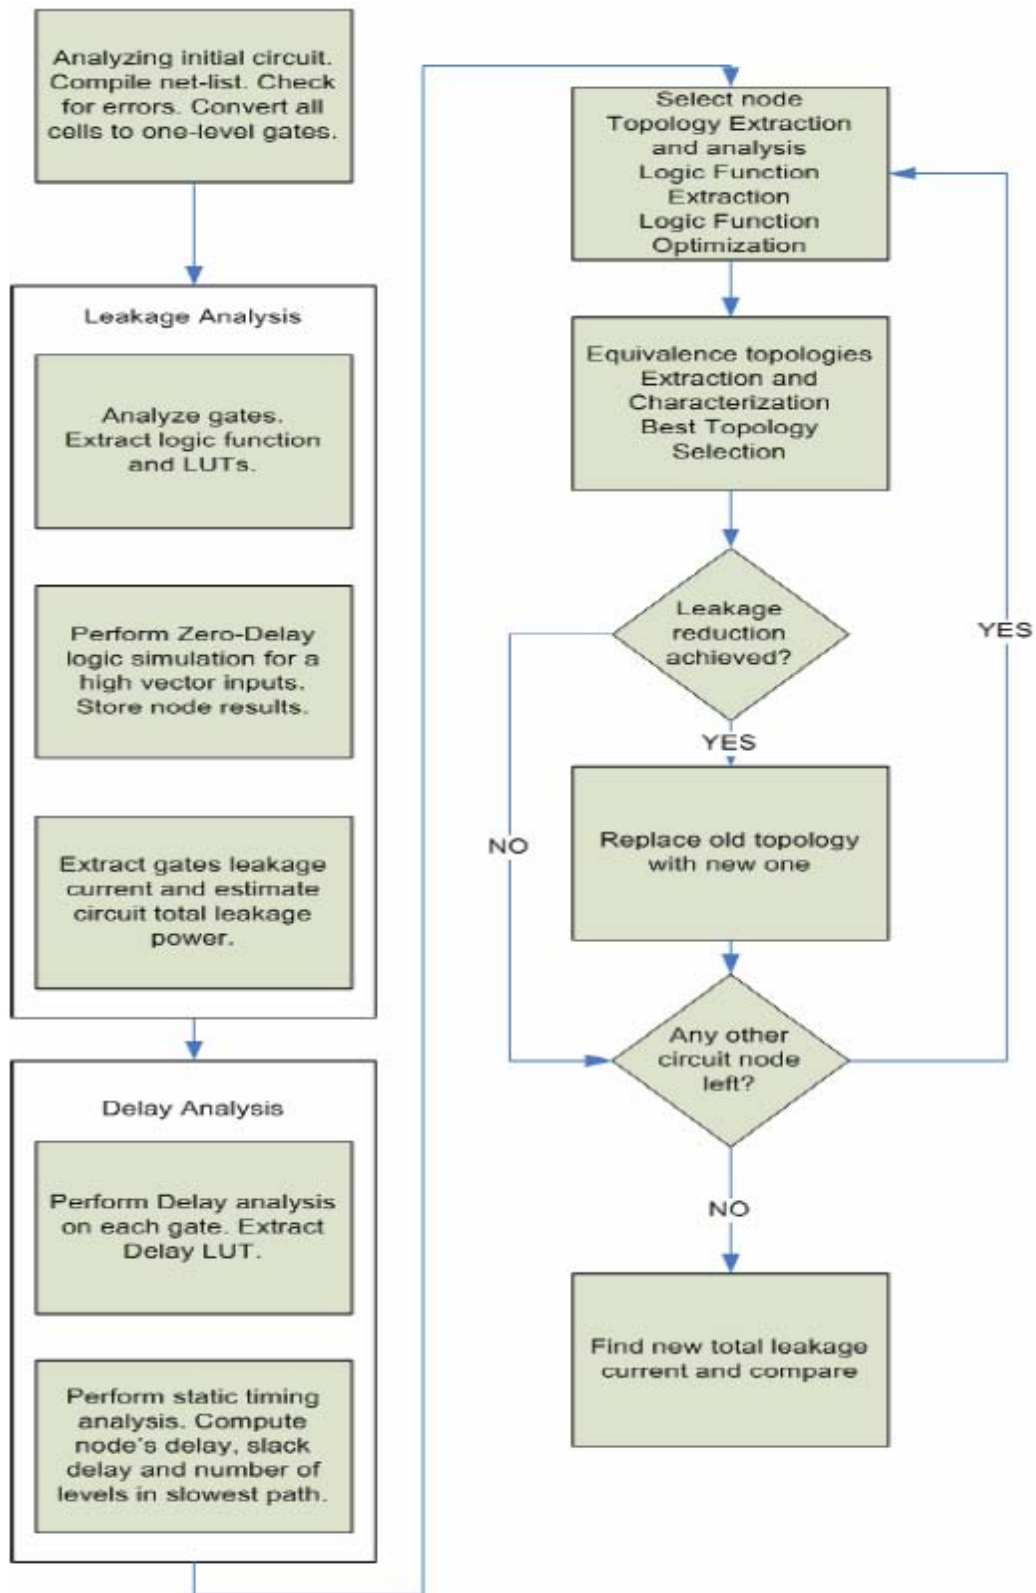 Analyzing initial circuit.
Compile net-list. Check
for errors. Convert all
cells to one-level gates.
Leakage Analysis
Analyze gates.
Extract logic function
and LUTs.
Perform Zero-Delay
logic simulation for a
high vector inputs.
Store node results.
Extract gates leakage
current and estimate
circuit total leakage
power.
Delay Analysis
Perform Delay analysis
on each gate. Extract
Delay LUT.
Perform static timing
analysis. Compute
node's delay, slack
delay and number of
levels in slowest path.
Select node
Topology Extraction
and analysis
Logic Function
Extraction
Logic Function
Optimization
Equivalence topologies
Extraction and
Characterization
Best Topology
Selection
Leakage
reduction
achieved?
YES
NO
Replace old topology
with new one
Any other
circuit node
left?
YES
NO
Find new total leakage
current and compare